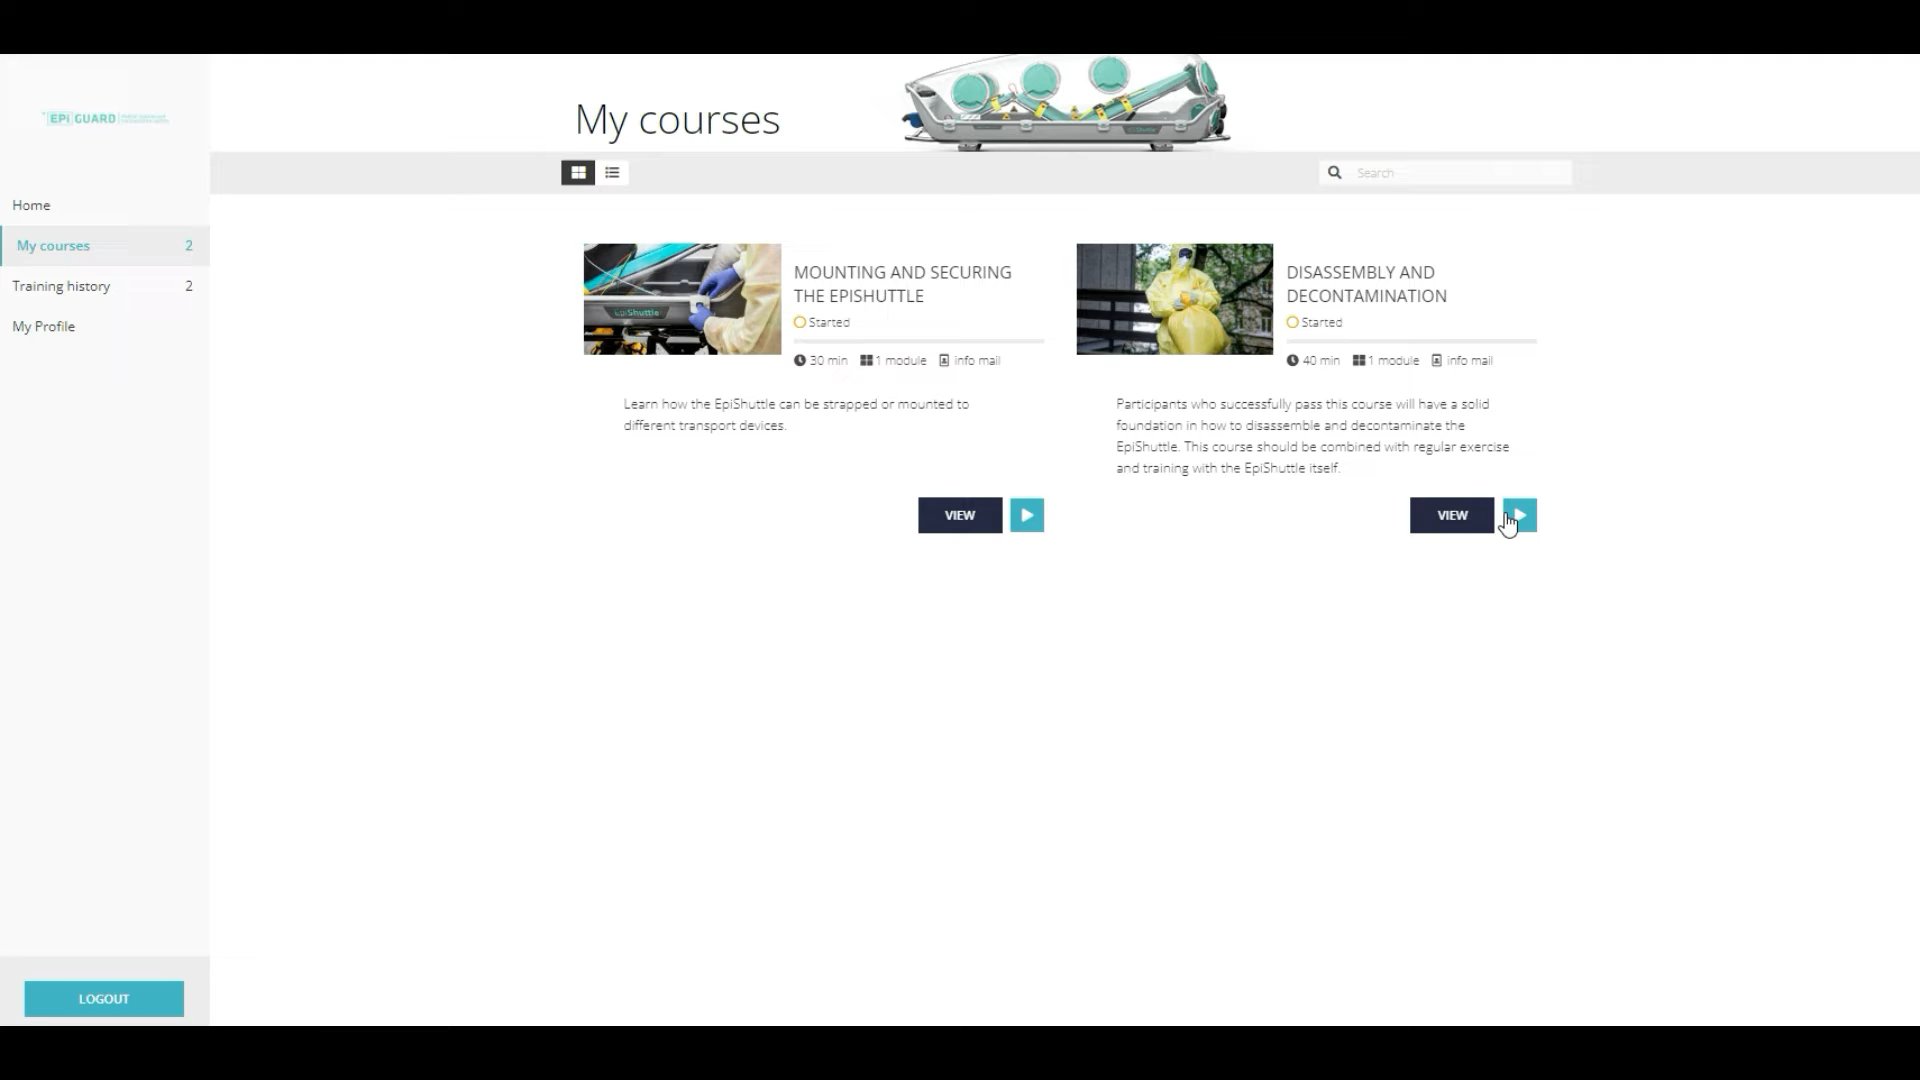 EPI GUARD
Home
My courses 2
Training history 2
My Profile
LOGOUT
My courses
Search
EpiShuttle
MOUNTING AND SECURING
THE EPISHUTTLE
Started
30 min 1 module info mail
Learn how the EpiShuttle can be strapped or mounted to
different transport devices.
VIEW
DISASSEMBLY AND
DECONTAMINATION
Started
40 min 1 module info mail
Participants who successfully pass this course will have a solid
foundation in how to disassemble and decontaminate the
EpiShuttle. This course should be combined with regular exercise
and training with the EpiShuttle itself.
VIEW